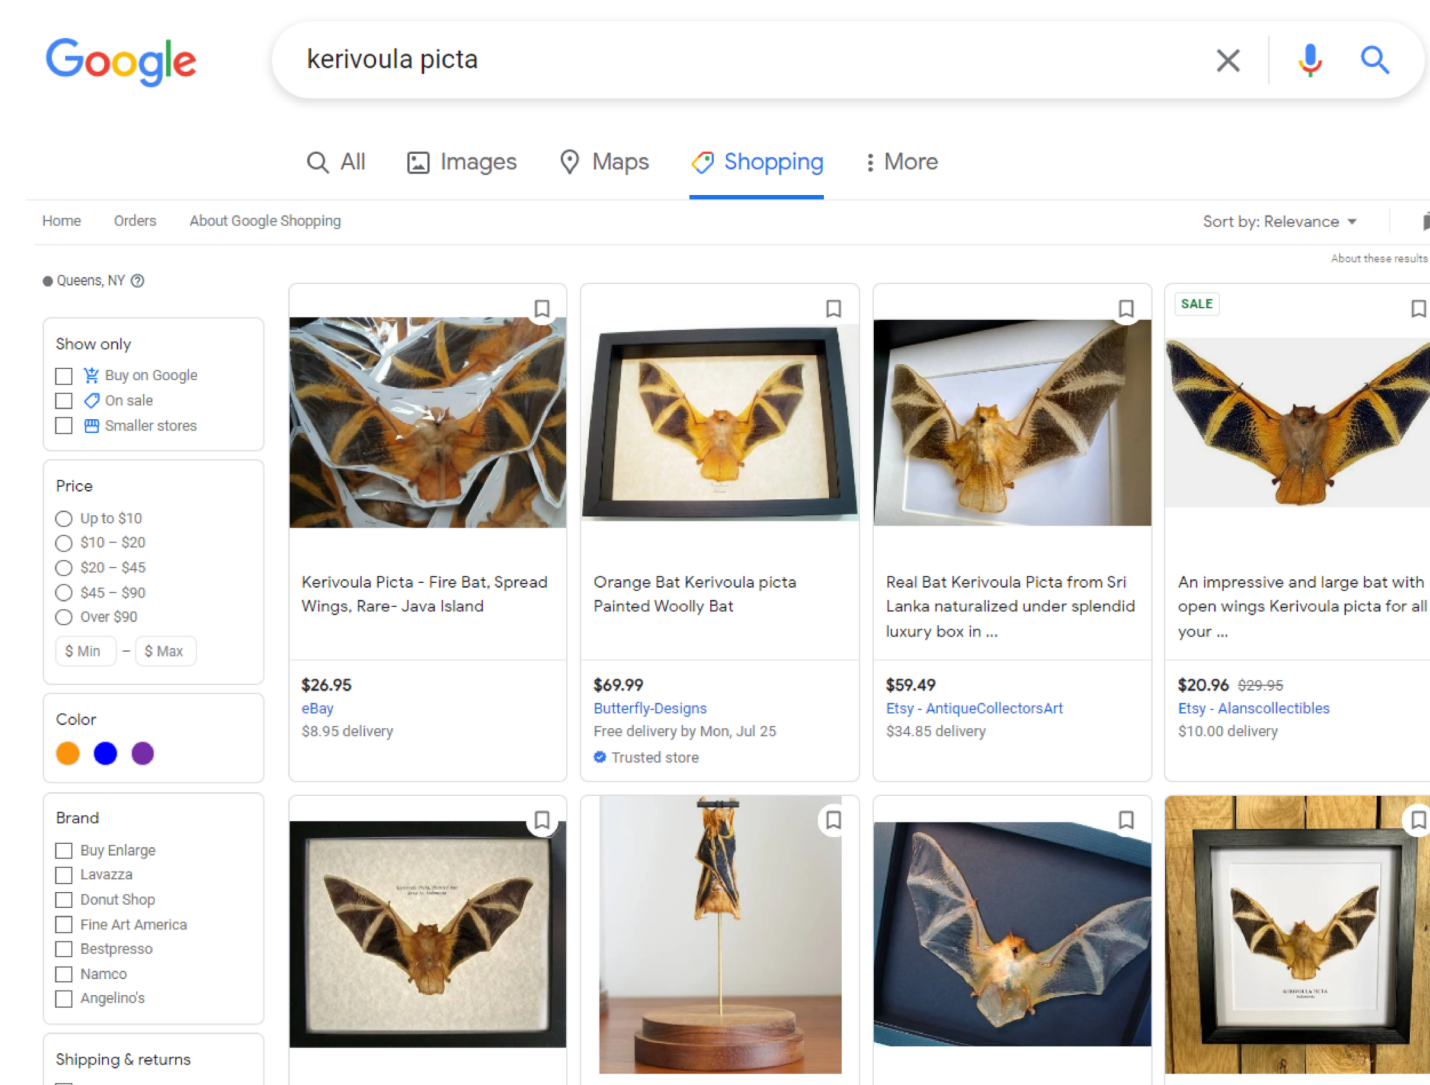 Google
kerivoula picta
All
Images
Maps
Shopping
More
Home
Orders
About Google Shopping
Sort by: Relevance
About these results
Queens, NY
Show only
Buy on Google
On sale
Smaller stores
Price
Up to $10
$10 – $20
$20 – $45
$45 – $90
Over $90
$ Min – $ Max
Color
Brand
Buy Enlarge
Lavazza
Donut Shop
Fine Art America
Bestpresso
Namco
Angelino's
Shipping & returns
Kerivoula Picta - Fire Bat, Spread
Wings, Rare- Java Island
$26.95
eBay
$8.95 delivery
Orange Bat Kerivoula picta
Painted Woolly Bat
$69.99
Butterfly-Designs
Free delivery by Mon, Jul 25
Trusted store
Real Bat Kerivoula Picta from Sri
Lanka naturalized under splendid
luxury box in ...
$59.49
Etsy - AntiqueCollectorsArt
$34.85 delivery
SALE
An impressive and large bat with
open wings Kerivoula picta for all
your ...
$20.96 $29.95
Etsy - Alanscollectibles
$10.00 delivery
KERIVOULA PICTA